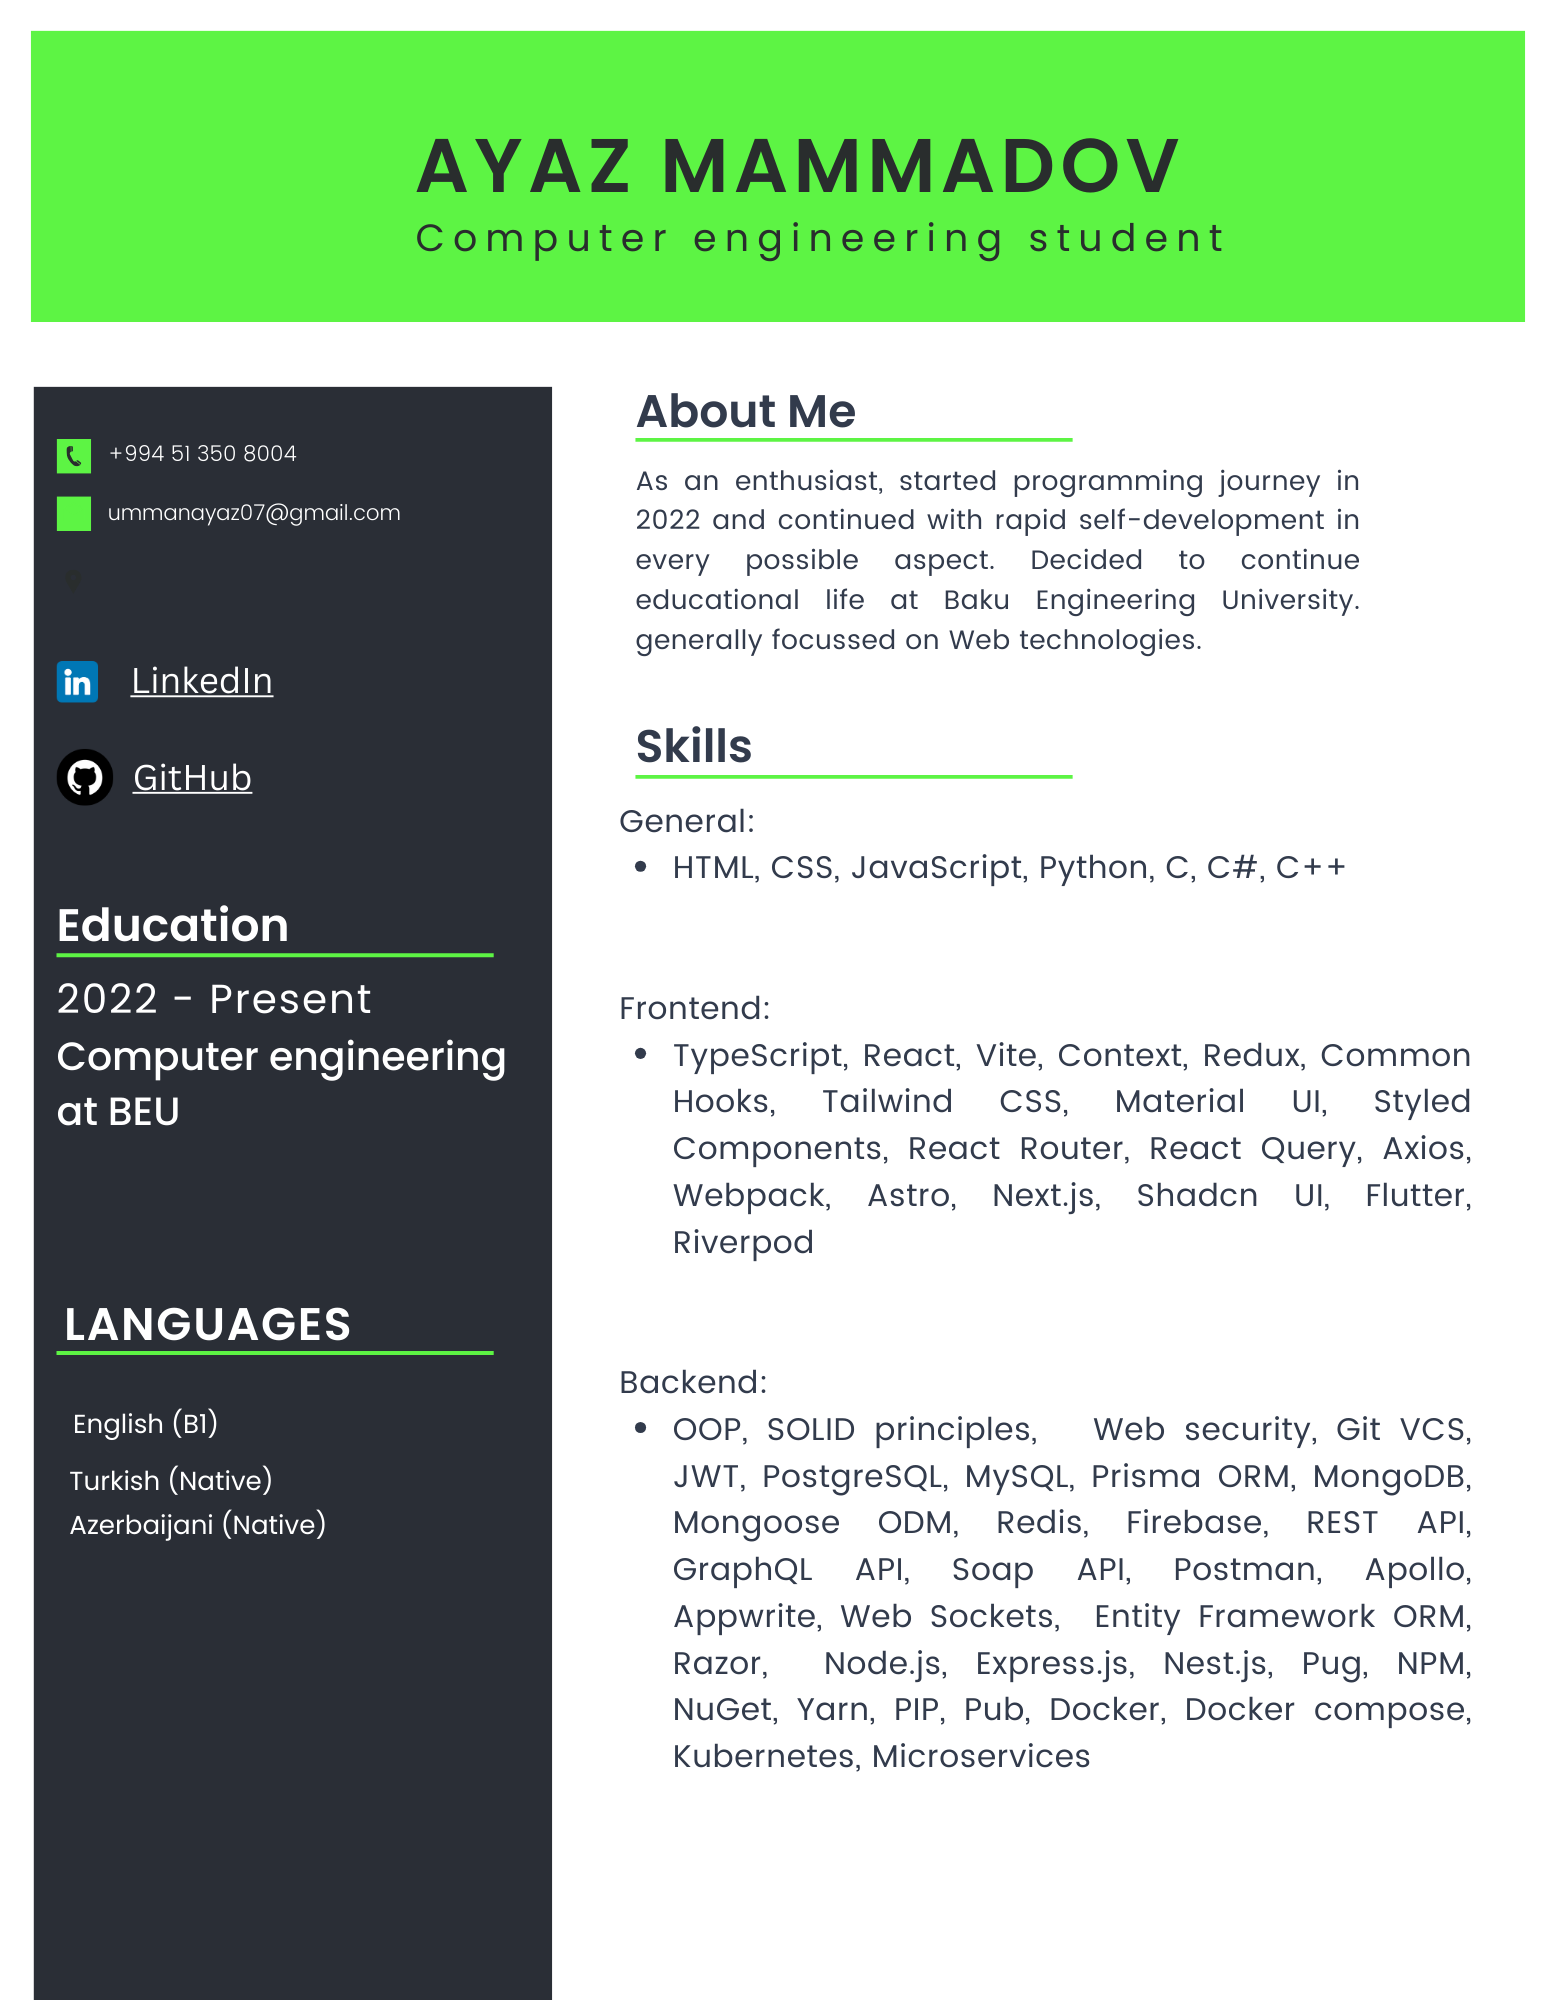 AYAZ MAMMADOV
Computer engineering student
+994 51 350 8004
ummanayaz07@gmail.com
LinkedIn
GitHub
Education
2022 - Present
Computer engineering
at BEU
LANGUAGES
English (B1)
Turkish (Native)
Azerbaijani (Native)
About Me
As an enthusiast, started programming journey in
2022 and continued with rapid self-development in
every possible aspect. Decided to continue
educational life at Baku Engineering University.
generally focussed on Web technologies.
Skills
General:
• HTML, CSS, JavaScript, Python, C, C#, C++
Frontend:
• TypeScript, React, Vite, Context, Redux, Common
Hooks, Tailwind CSS, Material UI, Styled
Components, React Router, React Query, Axios,
Webpack, Astro, Next.js, Shadcn UI, Flutter,
Riverpod
Backend:
• OOP, SOLID principles, Web security, Git VCS,
JWT, PostgreSQL, MySQL, Prisma ORM, MongoDB,
Mongoose ODM, Redis, Firebase, REST API,
GraphQL API, Soap API, Postman, Apollo,
Appwrite, Web Sockets, Entity Framework ORM,
Razor, Node.js, Express.js, Nest.js, Pug, NPM,
NuGet, Yarn, PIP, Pub, Docker, Docker compose,
Kubernetes, Microservices